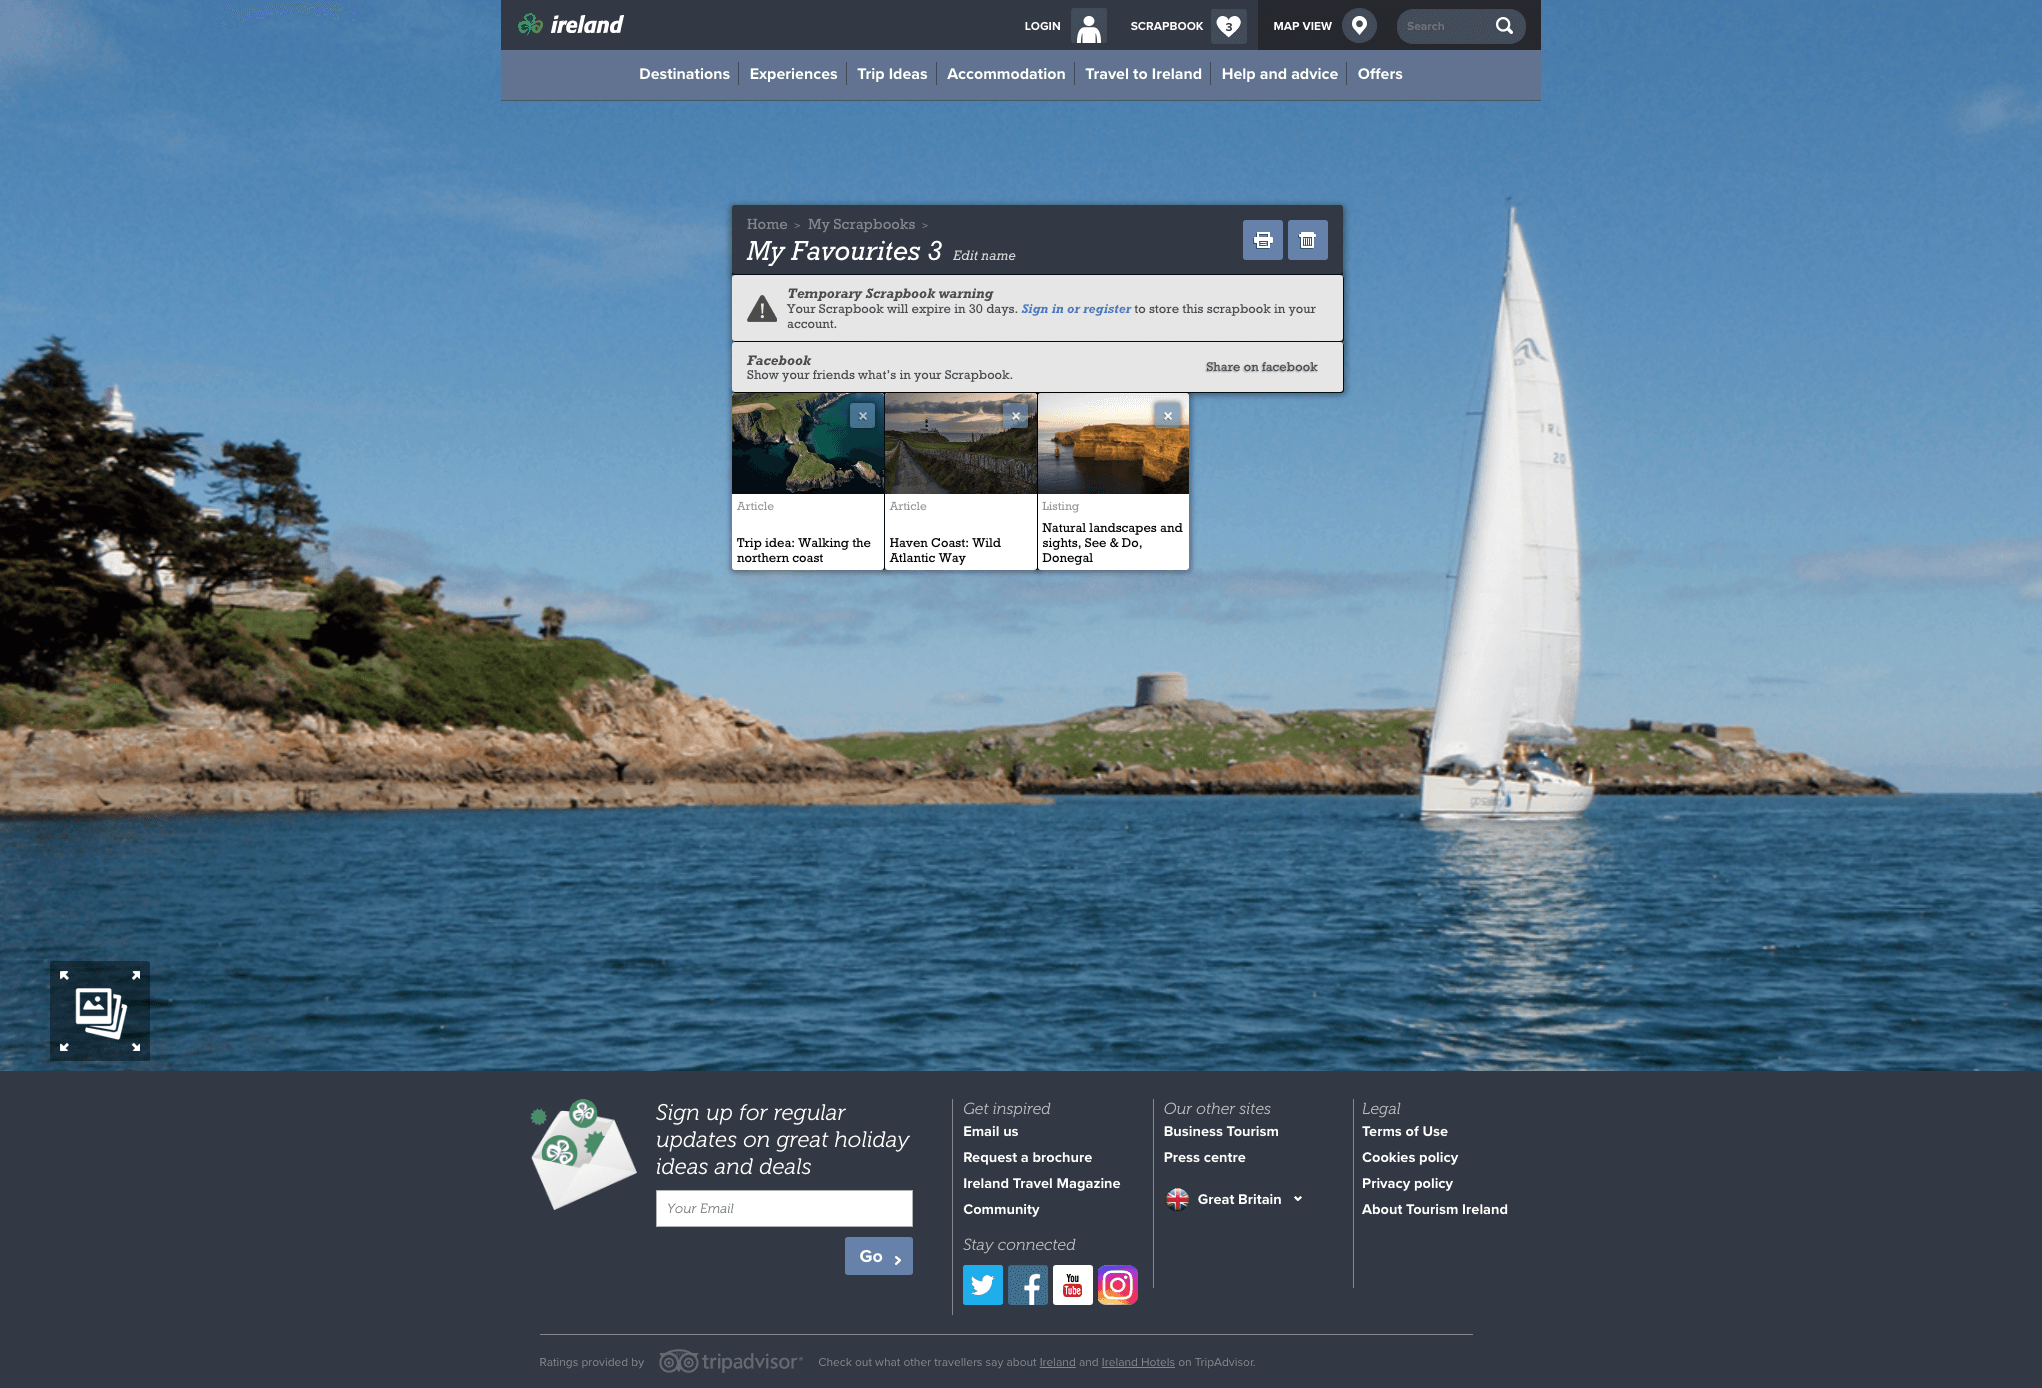 ireland
LOGIN
SCRAPBOOK
3
MAP VIEW
Search
Destinations
Experiences
Trip Ideas
Accommodation
Travel to Ireland
Help and advice
Offers
Home > My Scrapbooks >
My Favourites 3 Edit name
Temporary Scrapbook warning
Your Scrapbook will expire in 30 days. Sign in or register to store this scrapbook in your
account.
Facebook
Show your friends what's in your Scrapbook.
Share on facebook
Article
Trip idea: Walking the
northern coast
Article
Haven Coast: Wild
Atlantic Way
Listing
Natural landscapes and
sights, See & Do,
Donegal
IRL
20
Sign up for regular
updates on great holiday
ideas and deals
Your Email
Go
Get inspired
Email us
Request a brochure
Ireland Travel Magazine
Community
Stay connected
You
Tube
Our other sites
Business Tourism
Press centre
Great Britain
Legal
Terms of Use
Cookies policy
Privacy policy
About Tourism Ireland
Ratings provided by
tripadvisor
Check out what other travellers say about Ireland and Ireland Hotels on TripAdvisor.